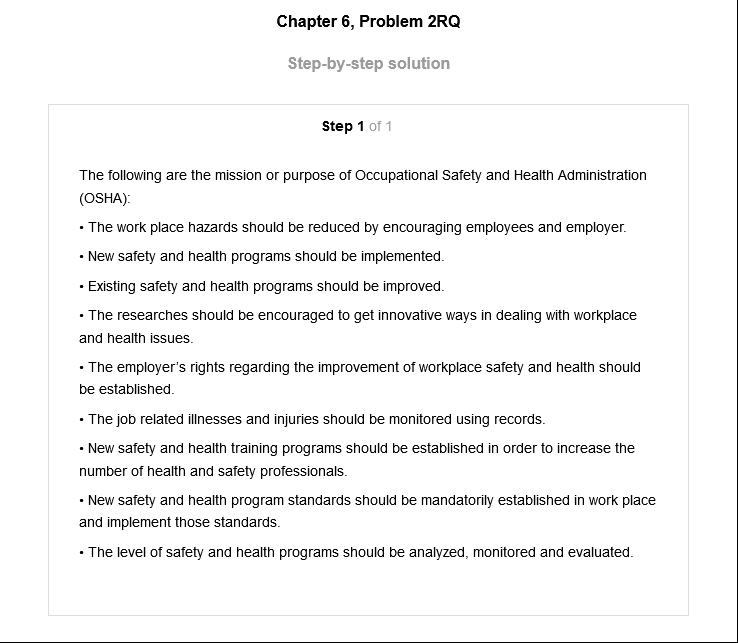 Chapter 6, Problem 2RQ
Step-by-step solution
Step 1 of 1
The following are the mission or purpose of Occupational Safety and Health Administration
(OSHA):
• The work place hazards should be reduced by encouraging employees and employer.
• New safety and health programs should be implemented.
• Existing safety and health programs should be improved.
• The researches should be encouraged to get innovative ways in dealing with workplace
and health issues.
• The employer's rights regarding the improvement of workplace safety and health should
be established.
• The job related illnesses and injuries should be monitored using records.
• New safety and health training programs should be established in order to increase the
number of health and safety professionals.
• New safety and health program standards should be mandatorily established in work place
and implement those standards.
• The level of safety and health programs should be analyzed, monitored and evaluated.